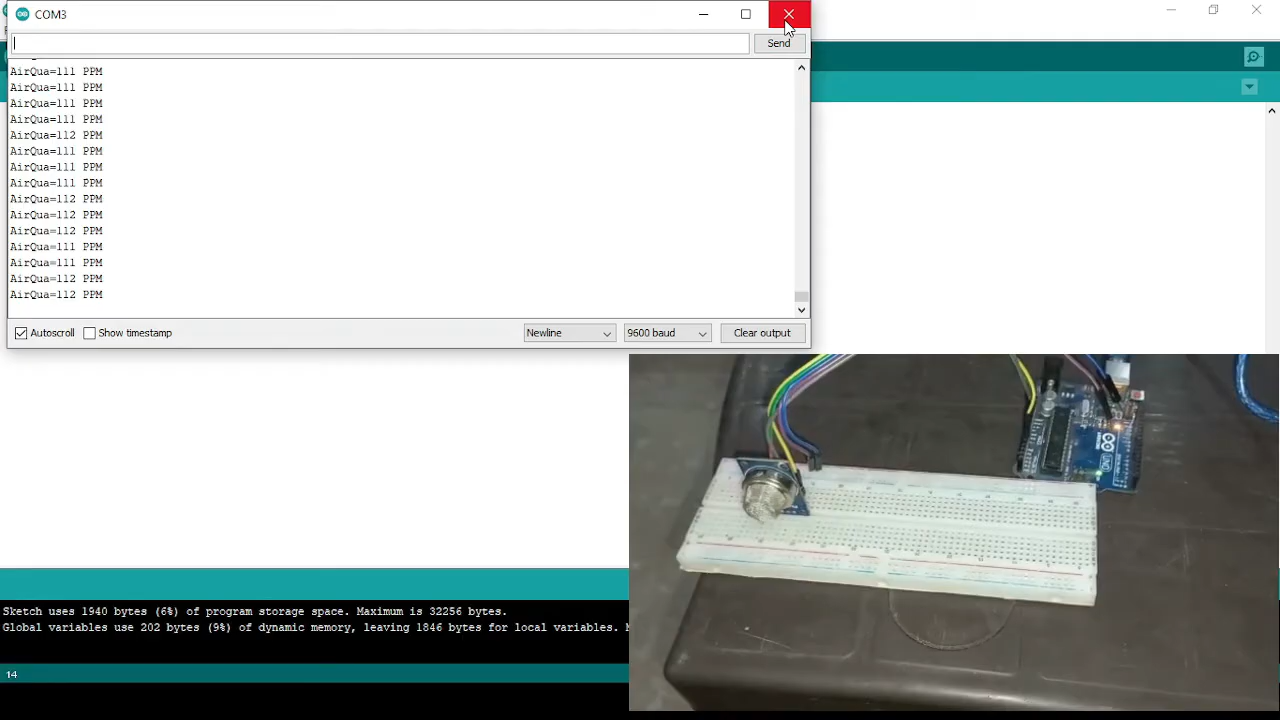 COM3
Send
AirQua=111 PPM
AirQua=111 PPM
AirQua=111 PPM
AirQua=111 PPM
AirQua=112 PPM
AirQua=111 PPM
AirQua=111 PPM
AirQua=111 PPM
AirQua=112 PPM
AirQua=112 PPM
AirQua=112 PPM
AirQua=111 PPM
AirQua=111 PPM
AirQua=112 PPM
AirQua=112 PPM
Autoscroll Show timestamp Newline 9600 baud Clear output
UNO
Sketch uses 1940 bytes (6%) of program storage space. Maximum is 32256 bytes.
Global variables use 202 bytes (9%) of dynamic memory, leaving 1846 bytes for local variables.
14